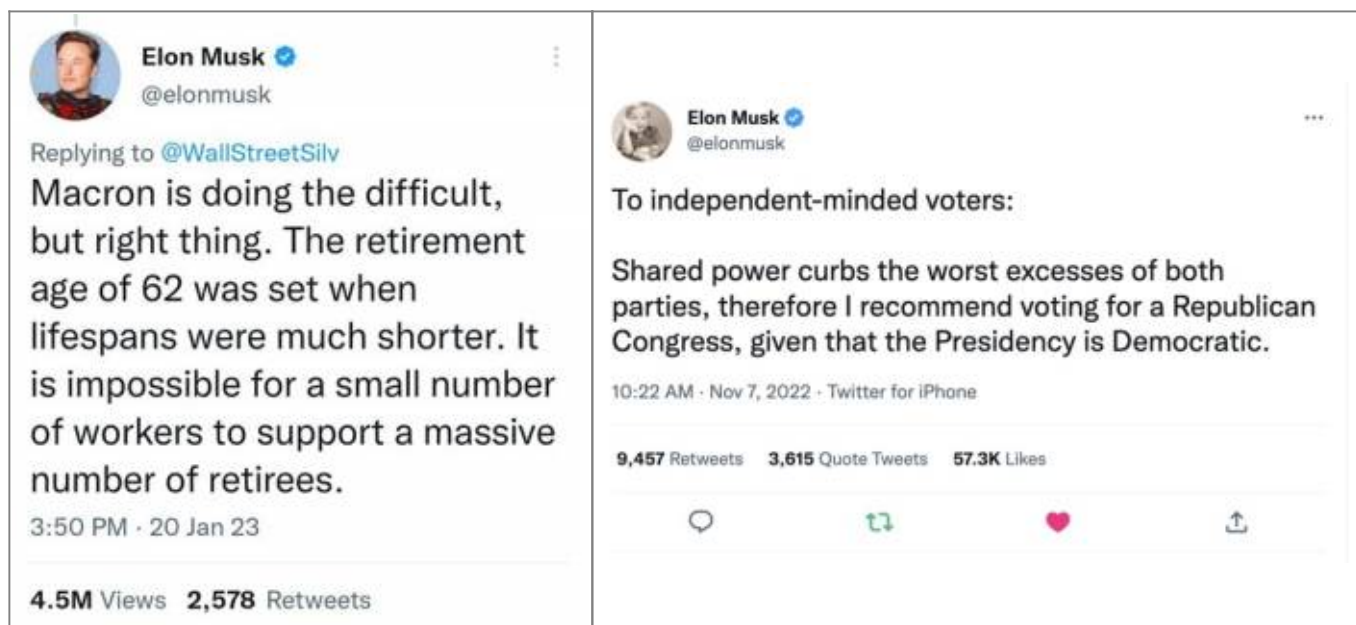 Elon Musk
@elonmusk
Replying to @WallStreetSilv
Macron is doing the difficult,
but right thing. The retirement
age of 62 was set when
lifespans were much shorter. It
is impossible for a small number
of workers to support a massive
number of retirees.
3:50 PM · 20 Jan 23
4.5M Views 2,578 Retweets
Elon Musk
@elonmusk
To independent-minded voters:
Shared power curbs the worst excesses of both
parties, therefore I recommend voting for a Republican
Congress, given that the Presidency is Democratic.
10:22 AM · Nov 7, 2022 · Twitter for iPhone
9,457 Retweets 3,615 Quote Tweets 57.3K Likes